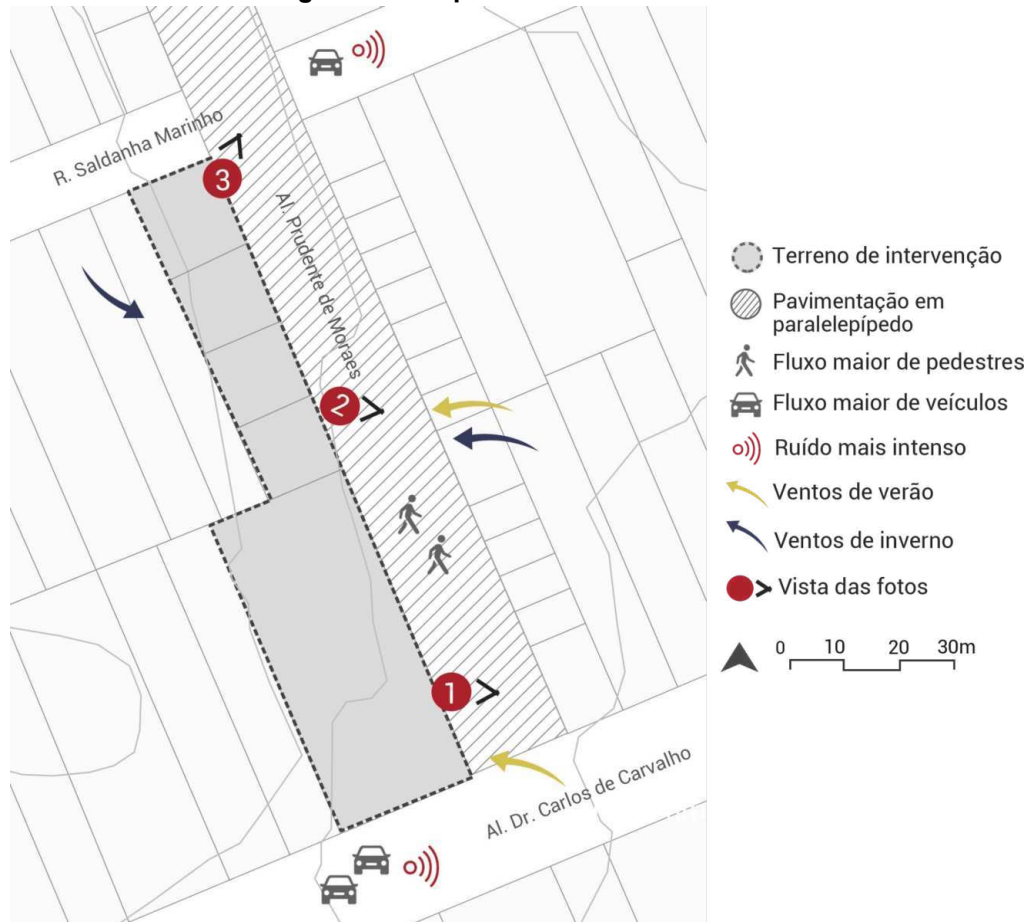 R. Saldanha Marinho
3
Al. Prudente de Moraes
2
1
Al. Dr. Carlos de Carvalho
Terreno de intervenção
Pavimentação em
paralelepípedo
Fluxo maior de pedestres
Fluxo maior de veículos
Ruído mais intenso
Ventos de verão
Ventos de inverno
Vista das fotos
0 10 20 30m